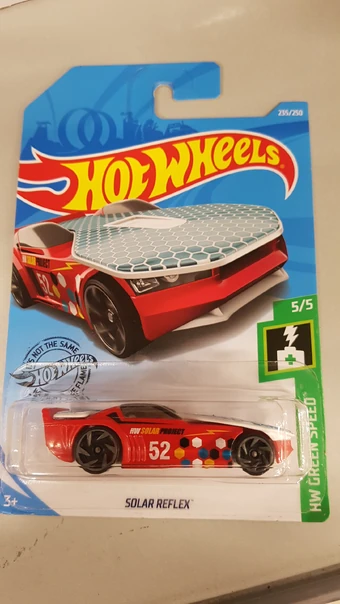 235/250
HOT WHEELS
5/5
52
'S NOT THE SAME
HOT WHEELS
HW GREEN SPEED
HW SOLAR PROJECT
52
3+
SOLAR REFLEX